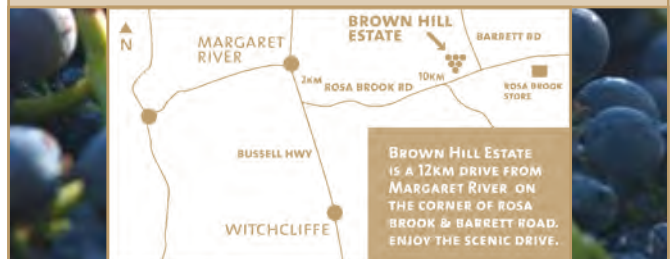 N
MARGARET
RIVER
BROWN HILL
ESTATE
BARRETT RD
2KM
ROSA BROOK RD
10KM
ROSA BROOK
STORE
BUSSELL HWY
WITCHCLIFFE
BROWN HILL ESTATE
IS A 12KM DRIVE FROM
MARGARET RIVER ON
THE CORNER OF ROSA
BROOK & BARRETT ROAD.
ENJOY THE SCENIC DRIVE.